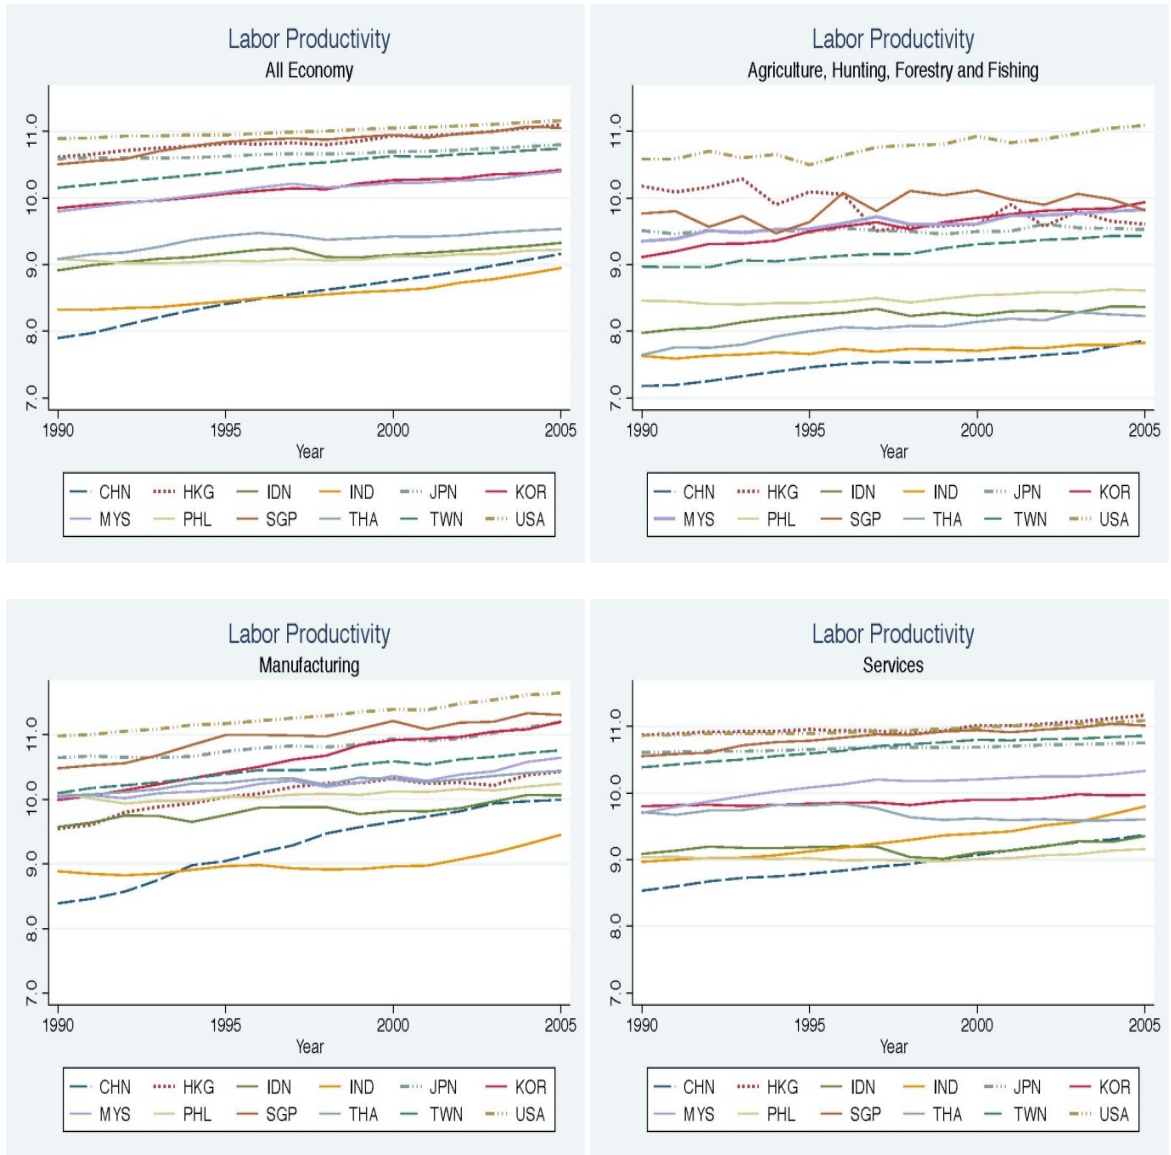 Labor Productivity
All Economy
11.0
10.0
9.0
8.0
7.0
1990 1995 2000 2005
Year
CHN HKG IDN IND JPN KOR
MYS PHL SGP THA TWN USA
Labor Productivity
Agriculture, Hunting, Forestry and Fishing
11.0
10.0
9.0
8.0
7.0
1990 1995 2000 2005
Year
CHN HKG IDN IND JPN KOR
MYS PHL SGP THA TWN USA
Labor Productivity
Manufacturing
11.0
10.0
9.0
8.0
7.0
1990 1995 2000 2005
Year
CHN HKG IDN IND JPN KOR
MYS PHL SGP THA TWN USA
Labor Productivity
Services
11.0
10.0
9.0
8.0
7.0
1990 1995 2000 2005
Year
CHN HKG IDN IND JPN KOR
MYS PHL SGP THA TWN USA